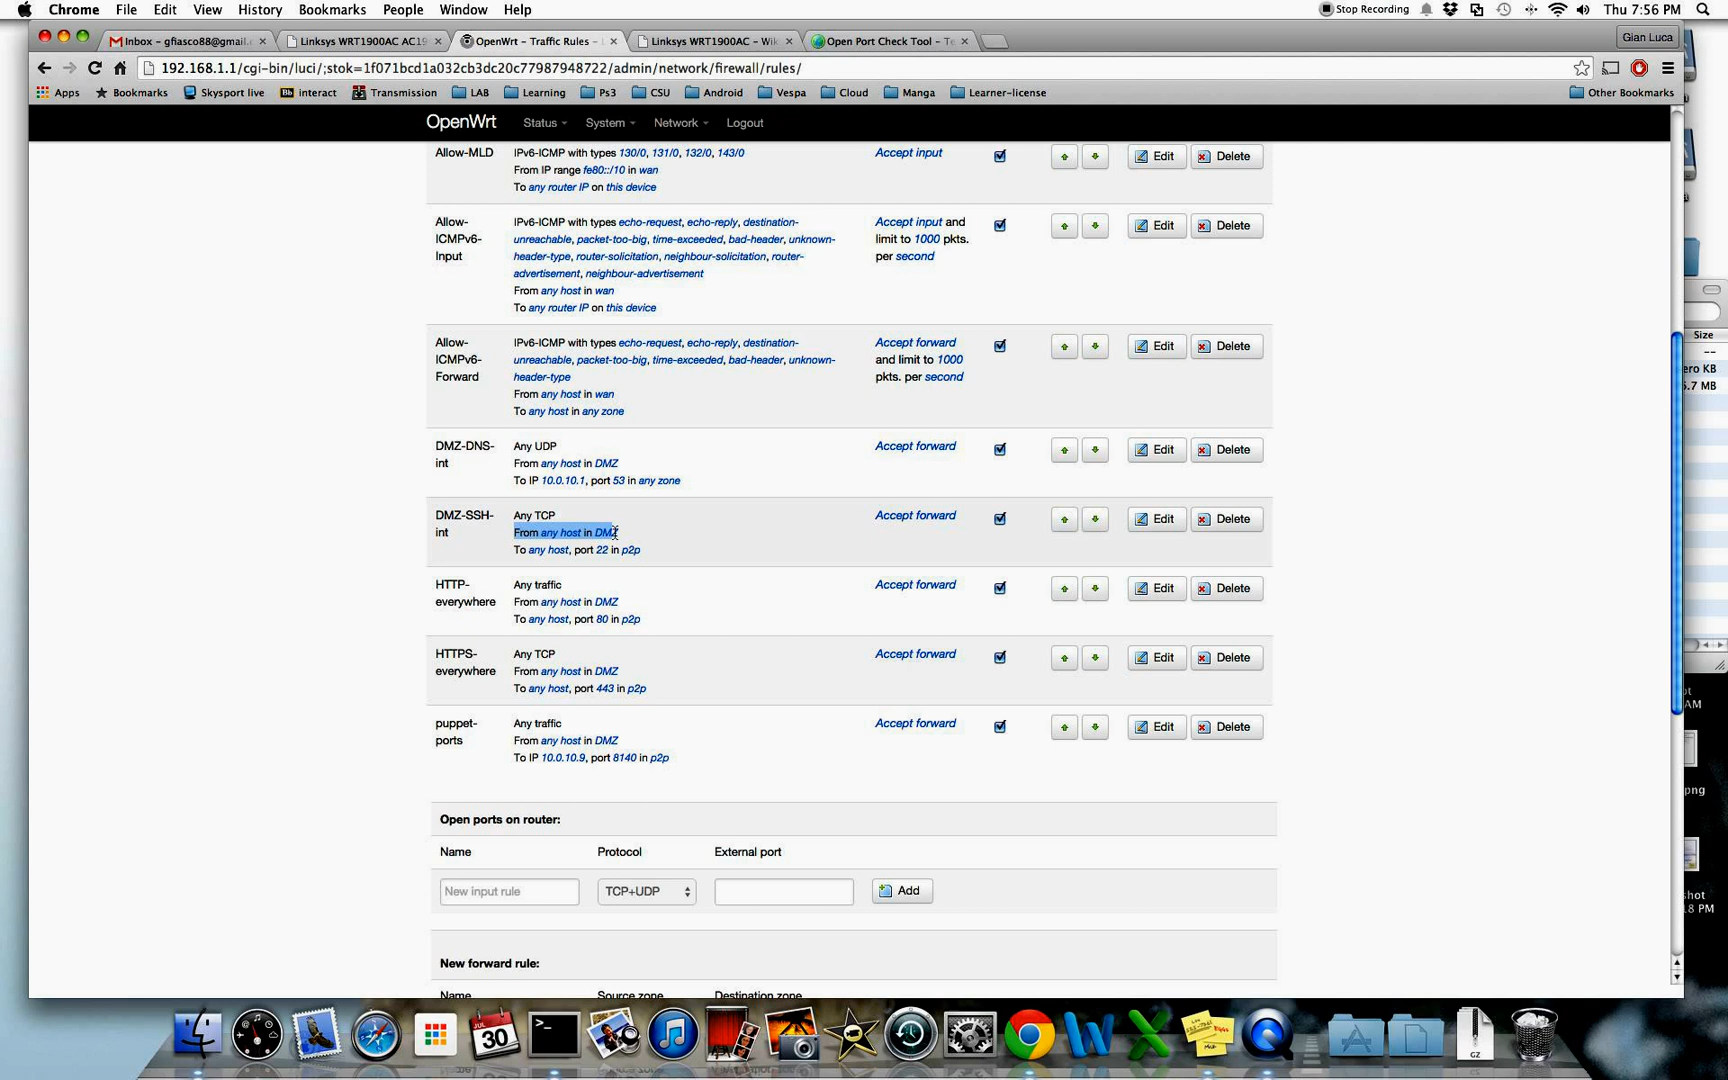 Chrome File Edit View History Bookmarks People Window Help Stop Recording Thu 7:56 PM
Inbox - gfiasco88@gmail.c Linksys WRT1900AC AC19 OpenWrt - Traffic Rules - L Linksys WRT1900AC - Wik Open Port Check Tool - Te Gian Luca
192.168.1.1/cgi-bin/luci/;stok=1f071bcd1a032cb3dc20c77987948722/admin/network/firewall/rules/
Apps Bookmarks Skysport live interact Transmission LAB Learning Ps3 CSU Android Vespa Cloud Manga Learner-license Other Bookmarks
OpenWrt Status System Network Logout
Allow-MLD IPv6-ICMP with types 130/0, 131/0, 132/0, 143/0 Accept input Edit Delete
From IP range fe80::/10 in wan
To any router IP on this device
Allow- IPv6-ICMP with types echo-request, echo-reply, destination- Accept input and Edit Delete
ICMPv6- unreachable, packet-too-big, time-exceeded, bad-header, unknown- limit to 1000 pkts.
Input header-type, router-solicitation, neighbour-solicitation, router- per second
advertisement, neighbour-advertisement
From any host in wan
To any router IP on this device
Allow- IPv6-ICMP with types echo-request, echo-reply, destination- Accept forward Edit Delete
ICMPv6- unreachable, packet-too-big, time-exceeded, bad-header, unknown- and limit to 1000
Forward header-type pkts. per second
From any host in wan
To any host in any zone
DMZ-DNS- Any UDP Accept forward Edit Delete
int From any host in DMZ
To IP 10.0.10.1, port 53 in any zone
DMZ-SSH- Any TCP Accept forward Edit Delete
int From any host in DMZ
To any host, port 22 in p2p
HTTP- Any traffic Accept forward Edit Delete
everywhere From any host in DMZ
To any host, port 80 in p2p
HTTPS- Any TCP Accept forward Edit Delete
everywhere From any host in DMZ
To any host, port 443 in p2p
puppet- Any traffic Accept forward Edit Delete
ports From any host in DMZ
To IP 10.0.10.9, port 8140 in p2p
Open ports on router:
Name Protocol External port
New input rule TCP+UDP Add
New forward rule:
Name Source zone Destination zone
Size
--
ero KB
5.7 MB
AM
png
shot
18 PM
JUL
30
GZ